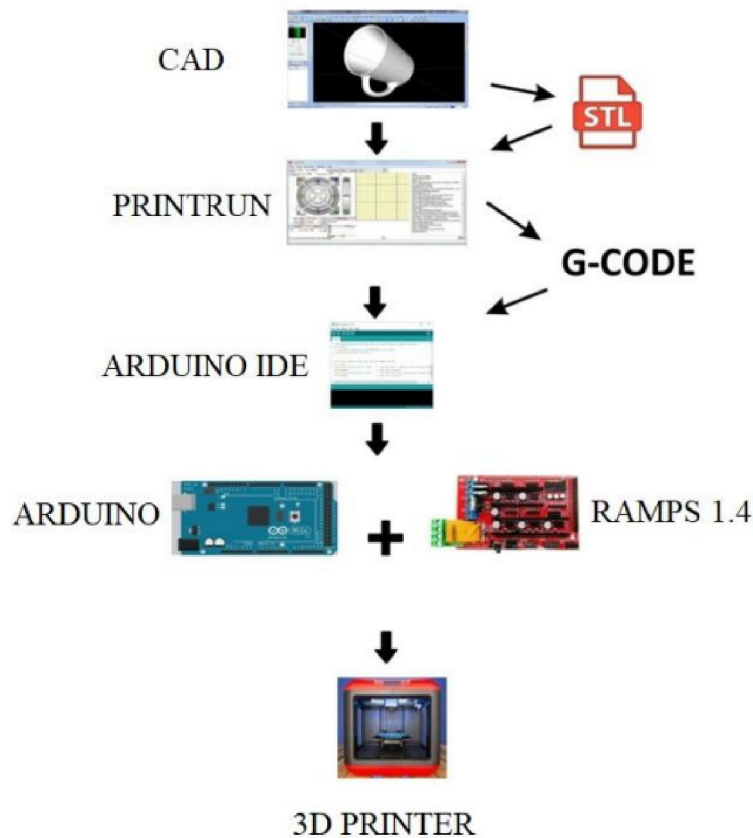 CAD
STL
PRINTRUN
G-CODE
ARDUINO IDE
ARDUINO
RAMPS 1.4
3D PRINTER